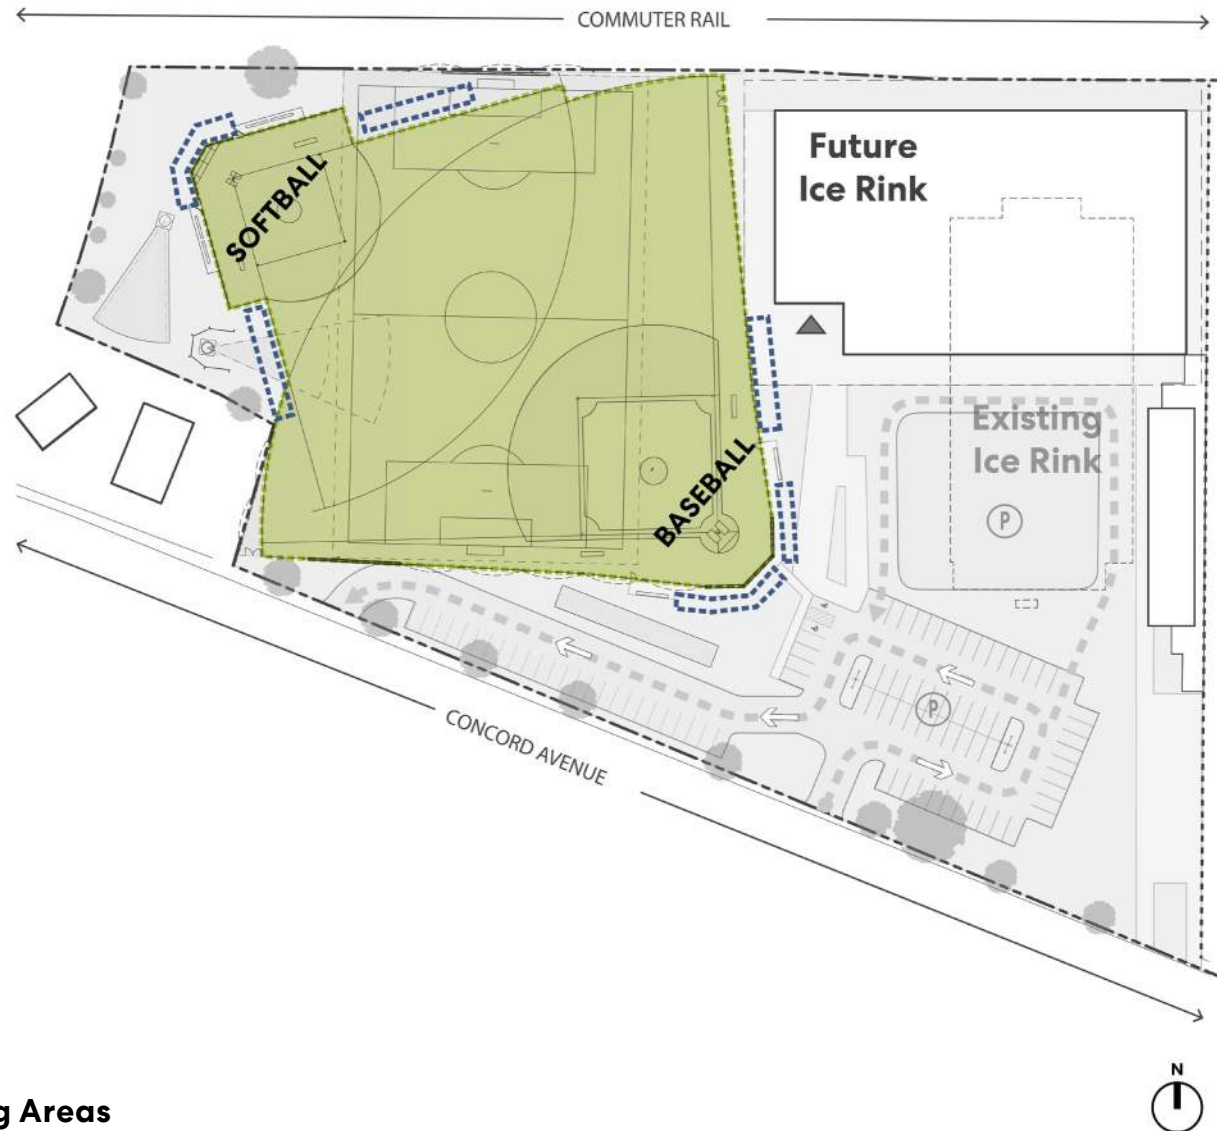 COMMUTER RAIL
Future
Ice Rink
SOFTBALL
Existing
Ice Rink
BASEBALL
P
P
CONCORD AVENUE
N
g Areas